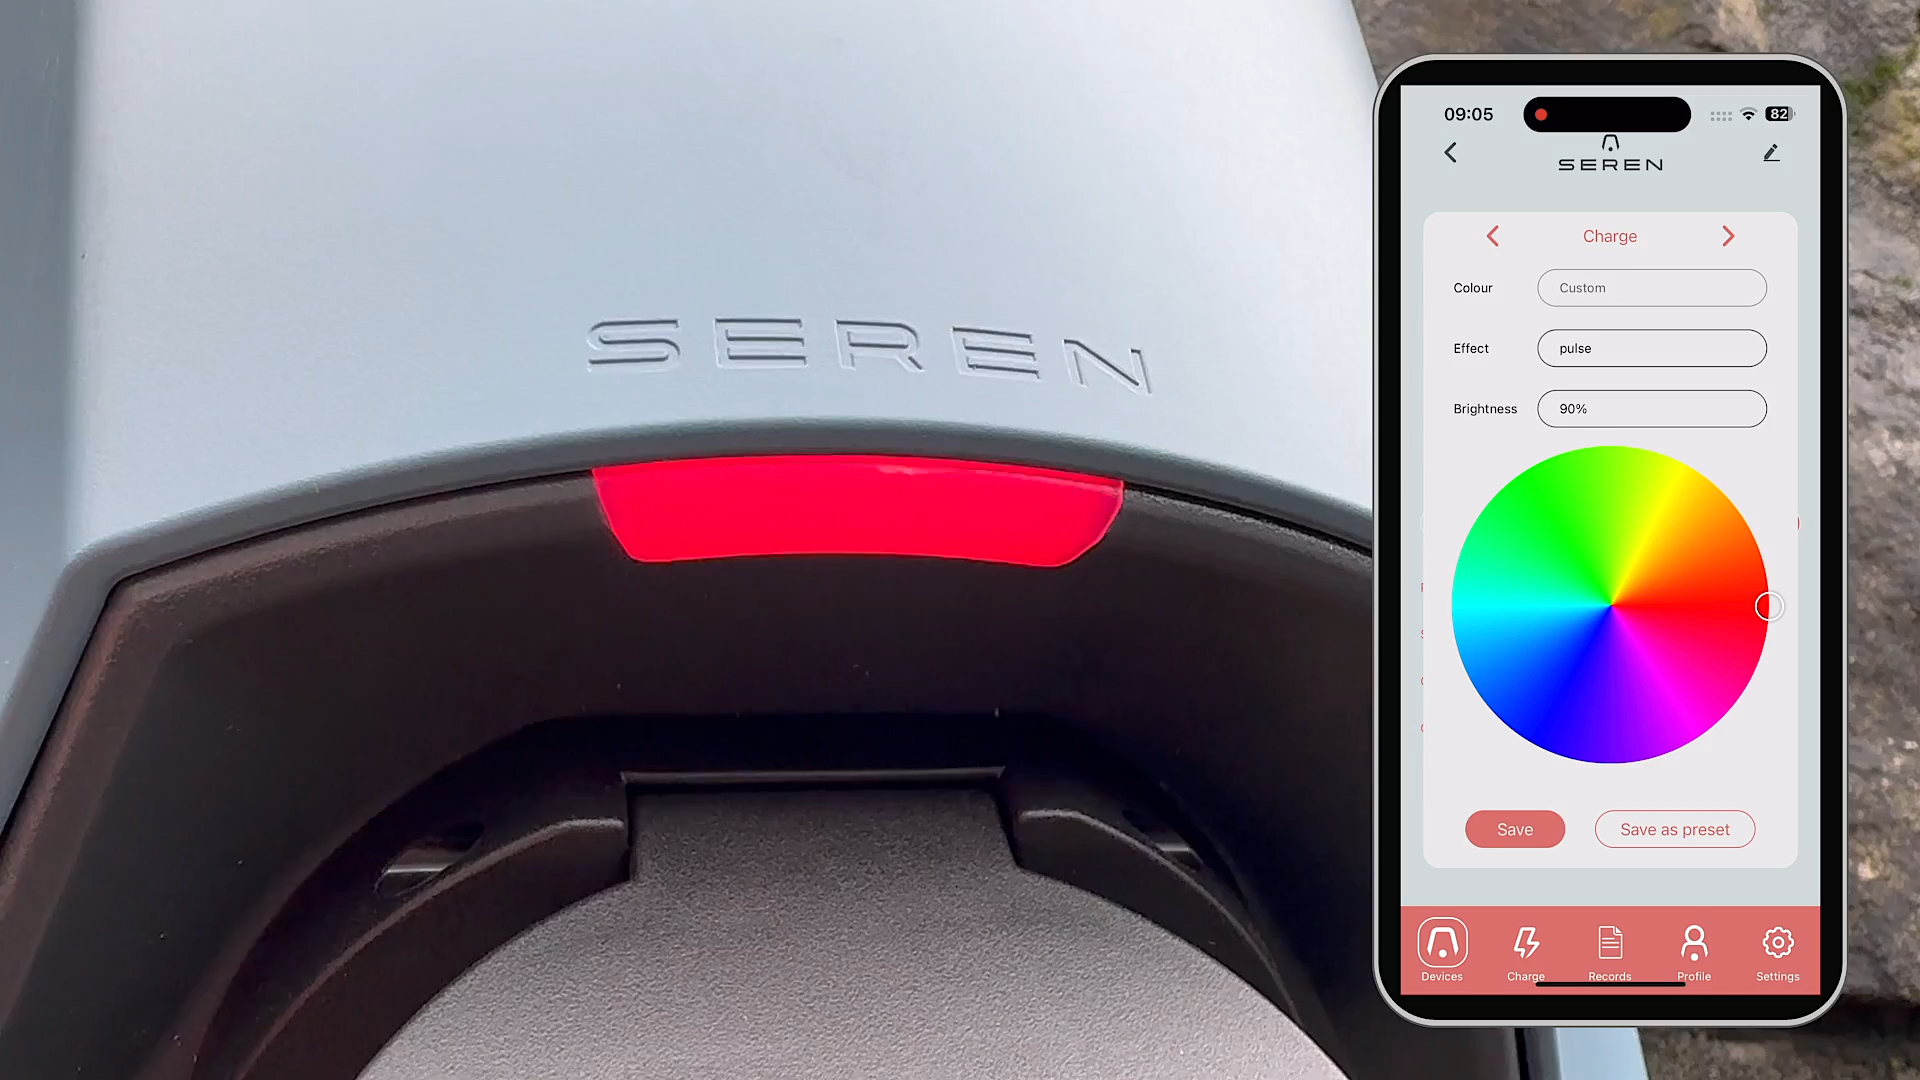 SEREN
09:05
82
SEREN
Charge
Colour
Custom
Effect
pulse
Brightness
90%
Save
Save as preset
Devices
Charge
Records
Profile
Settings